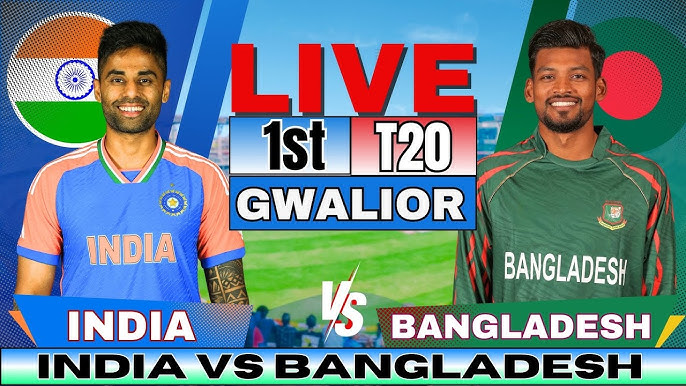 LIVE
1st T20
GWALIOR
INDIA
BANGLADESH
INDIA
VS
BANGLADESH
INDIA VS BANGLADESH